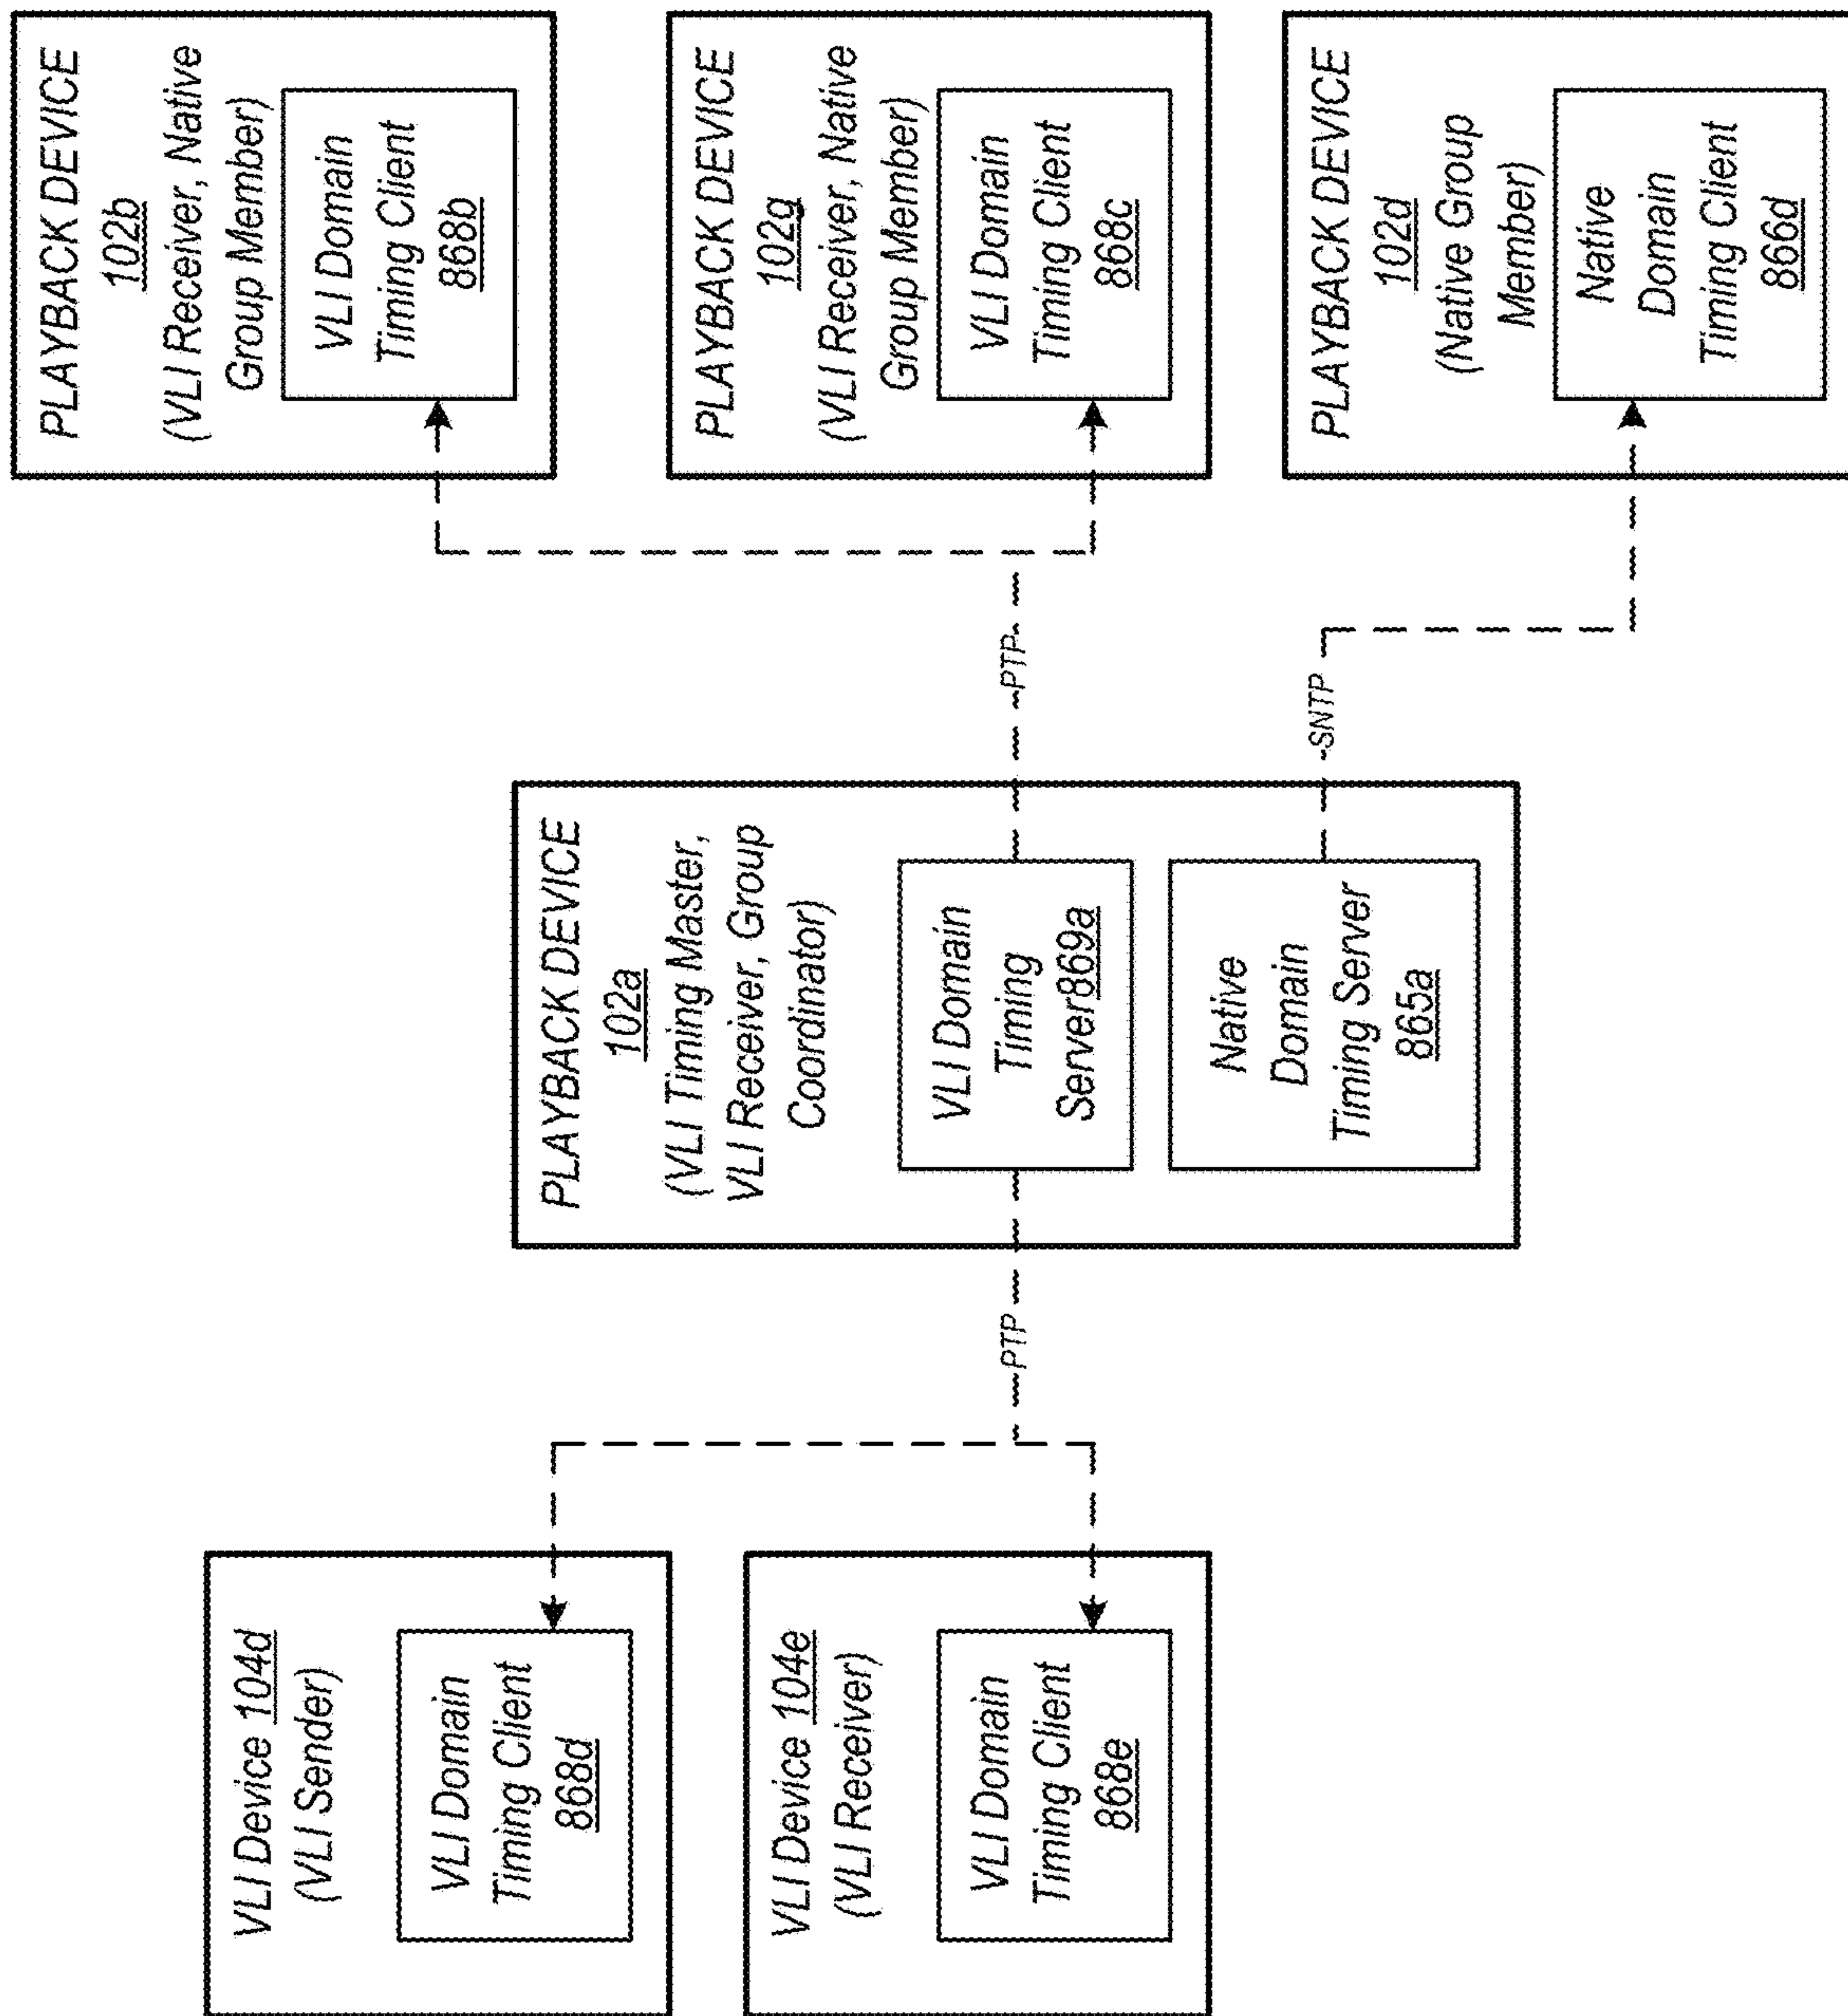 VLI Device 104d
(VLI Sender)
VLI Domain
Timing Client
868d
VLI Device 104e
(VLI Receiver)
VLI Domain
Timing Client
868e
PTP
PLAYBACK DEVICE
102a
(VLI Timing Master,
VLI Receiver, Group
Coordinator)
VLI Domain
Timing
Server869a
Native
Domain
Timing Server
865a
PTP
SNTP
PLAYBACK DEVICE
102b
(VLI Receiver, Native
Group Member)
VLI Domain
Timing Client
868b
PLAYBACK DEVICE
102g
(VLI Receiver, Native
Group Member)
VLI Domain
Timing Client
868c
PLAYBACK DEVICE
102d
(Native Group
Member)
Native
Domain
Timing Client
866d